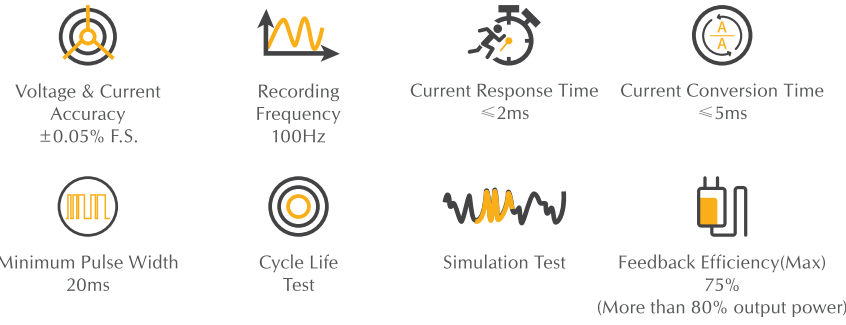 A
A
Voltage & Current
Accuracy
±0.05% F.S.
Recording
Frequency
100Hz
Current Response Time
⩽2ms
Current Conversion Time
⩽5ms
Minimum Pulse Width
20ms
Cycle Life
Test
Simulation Test
Feedback Efficiency(Max)
75%
(More than 80% output power)